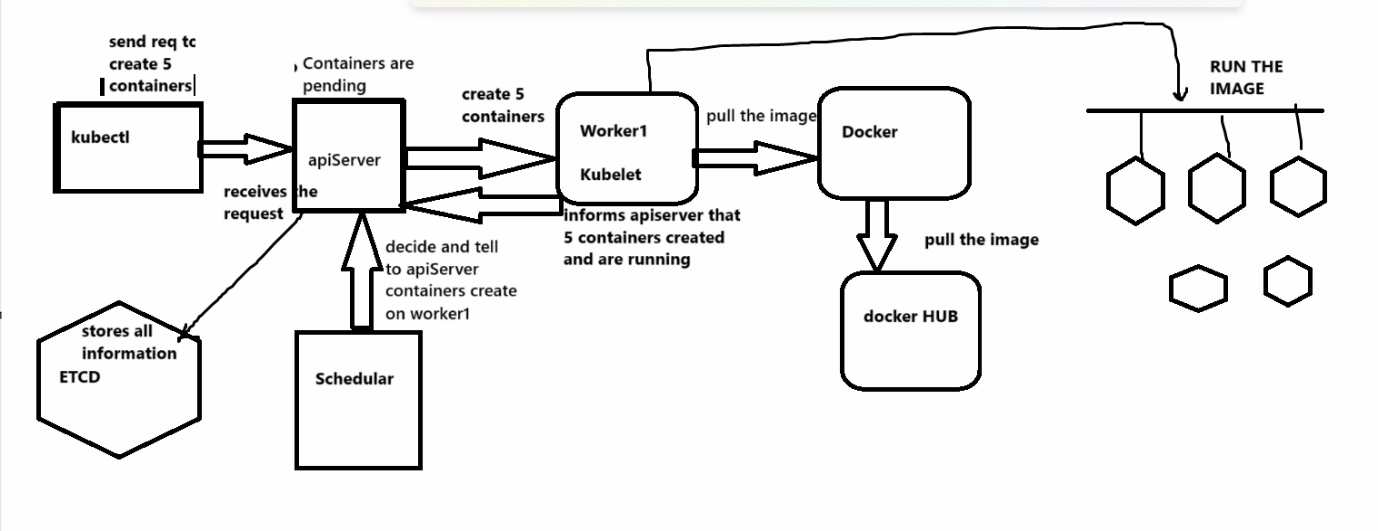 send req to
create 5
containers
kubectl
Containers are
pending
apiServer
receives the
request
create 5
containers
Worker1
Kubelet
informs apiserver that
5 containers created
and are running
pull the image
Docker
pull the image
docker HUB
RUN THE
IMAGE
decide and tell
to apiServer
containers create
on worker1
Schedular
stores all
information
ETCD